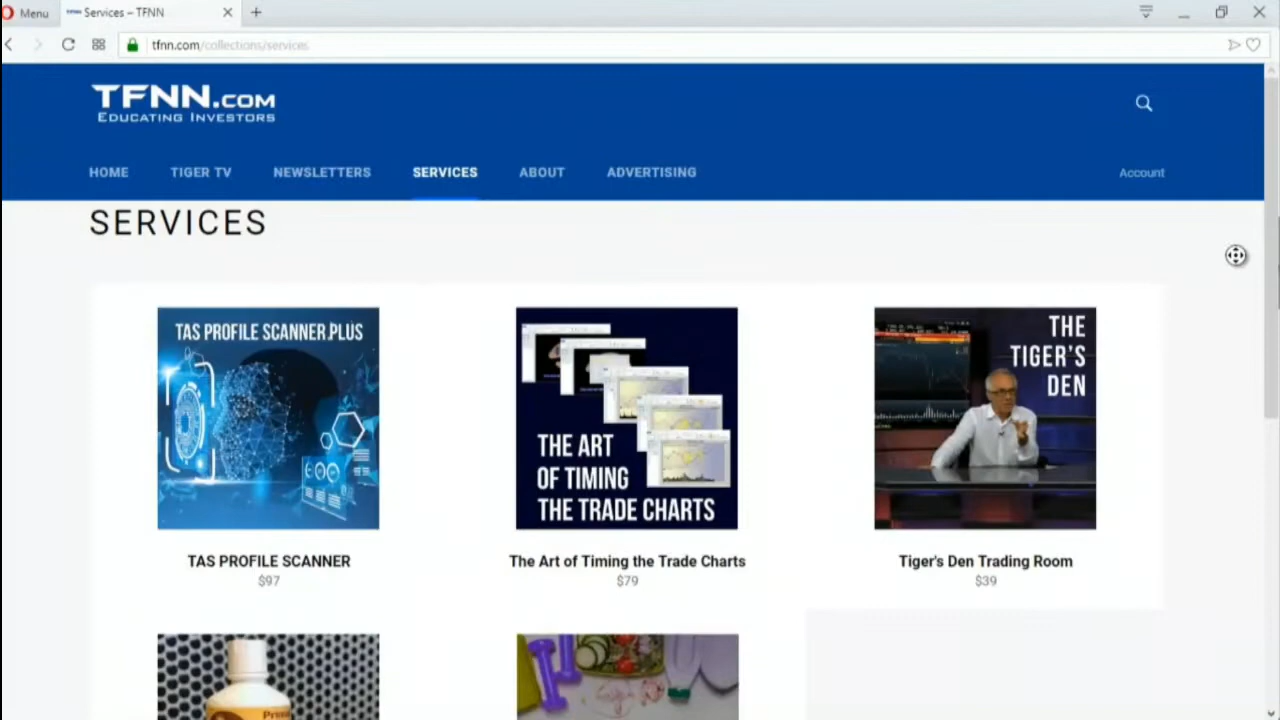 Menu
Services – TFNN
tfnn.com/collections/services
TFNN.COM
EDUCATING INVESTORS
HOME TIGER TV NEWSLETTERS SERVICES ABOUT ADVERTISING Account
SERVICES
TAS PROFILE SCANNER PLUS
THE ART
OF TIMING
THE TRADE CHARTS
THE
TIGER'S
DEN
TAS PROFILE SCANNER
$97
The Art of Timing the Trade Charts
$79
Tiger's Den Trading Room
$39